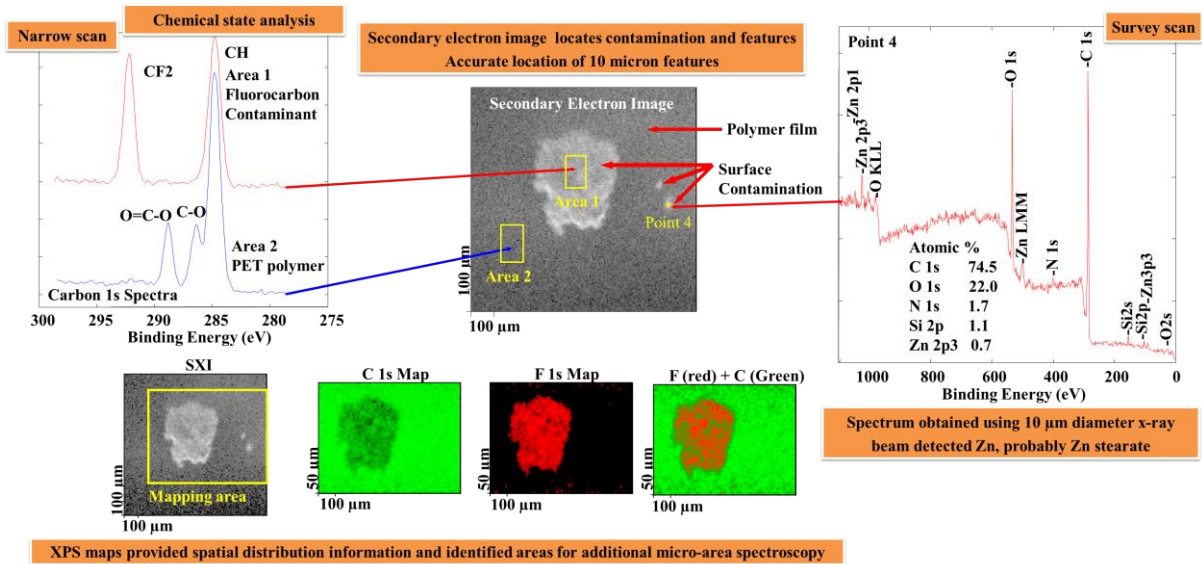 Narrow scan
Chemical state analysis
CF2
CH
Area 1
Fluorocarbon
Contaminant
O=C-O
C-O
Area 2
PET polymer
Carbon 1s Spectra
300 295 290 285 280 275
Binding Energy (eV)
Secondary electron image locates contamination and features
Accurate location of 10 micron features
Secondary Electron Image
Polymer film
Surface
Contamination
Area 1
Point 4
Area 2
100 µm
100 µm
Survey scan
Point 4
-Zn 2p1
-Zn 2p3
-O KLL
-O 1s
-Zn LMM
-N 1s
-C 1s
-Si2s
-Si2p
-Zn3p3
-O2s
Atomic %
C 1s 74.5
O 1s 22.0
N 1s 1.7
Si 2p 1.1
Zn 2p3 0.7
1000 800 600 400 200 0
Binding Energy (eV)
Spectrum obtained using 10 µm diameter x-ray
beam detected Zn, probably Zn stearate
SXI
Mapping area
100 µm
100 µm
C 1s Map
50 µm
100 µm
F 1s Map
50 µm
100 µm
F (red) + C (Green)
50 µm
100 µm
XPS maps provided spatial distribution information and identified areas for additional micro-area spectroscopy